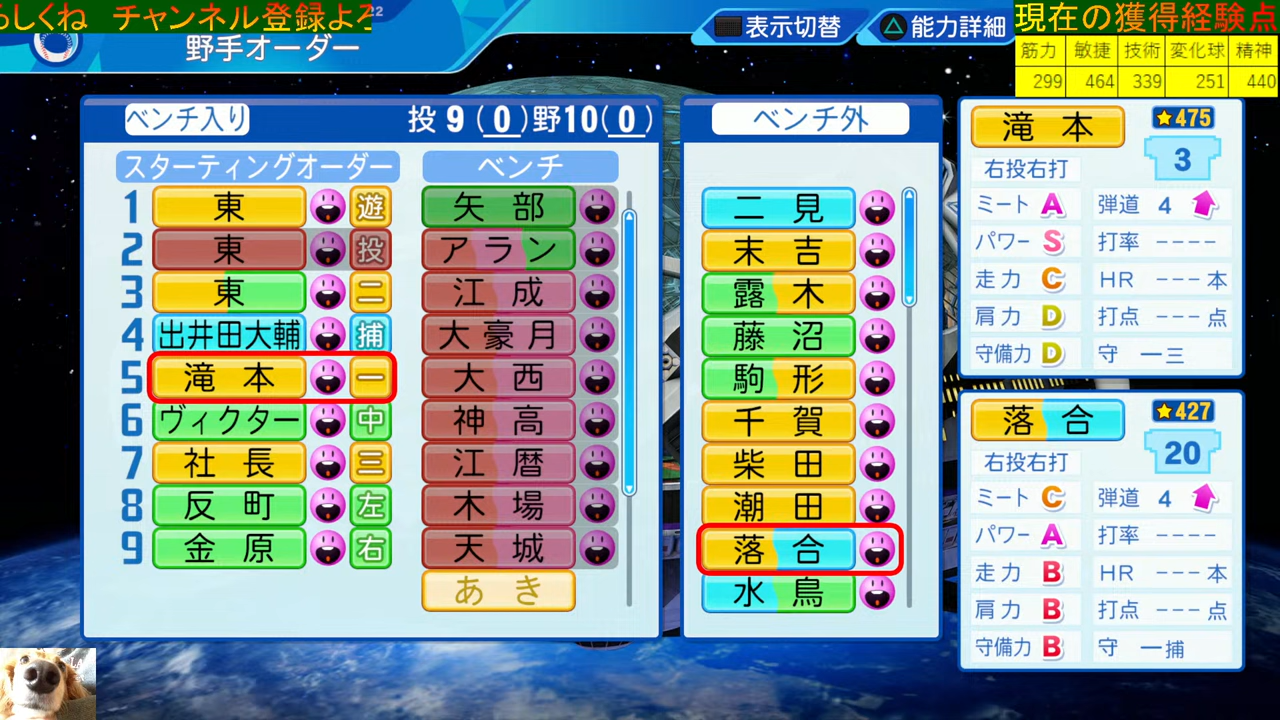 らしくね チャンネル登録よろ
22
野手オーダー
表示切替
能力詳細
現在の獲得経験点
筋力 敏捷 技術 変化球 精神
299 464 339 251 440
ベンチ入り
投9(0)野10(0)
スターティングオーダー
ベンチ
1 東 遊
2 東 投
3 東 二
4 出井田大輔 捕
5 滝本 一
6 ヴィクター 中
7 社長 三
8 反町 左
9 金原 右
矢部
アラン
江成
大豪月
大西
神高
江暦
木場
天城
あき
ベンチ外
二見
末吉
露木
藤沼
駒形
千賀
柴田
潮田
落合
水鳥
滝本 ★475
右投右打 3
ミート A 弾道 4
パワー S 打率 ----
走力 C HR ---本
肩力 D 打点 ---点
守備力 D 守 一三
落合 ★427
右投右打 20
ミート C 弾道 4
パワー A 打率 ----
走力 B HR ---本
肩力 B 打点 ---点
守備力 B 守 一捕